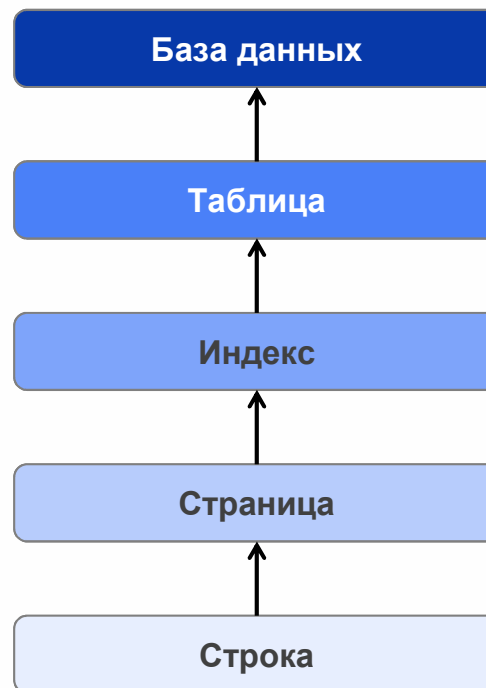 База данных
Таблица
Индекс
Страница
Строка